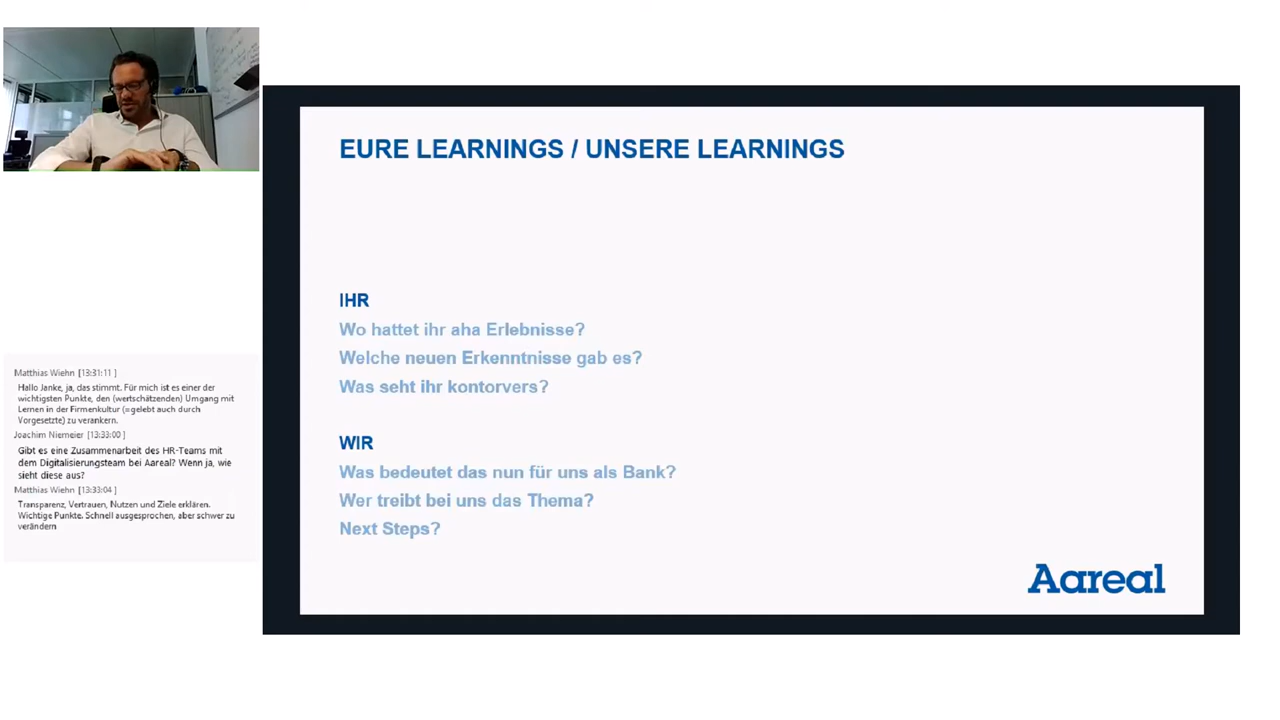 EURE LEARNINGS / UNSERE LEARNINGS
IHR
Wo hattet ihr aha Erlebnisse?
Welche neuen Erkenntnisse gab es?
Was seht ihr kontorvers?
WIR
Was bedeutet das nun für uns als Bank?
Wer treibt bei uns das Thema?
Next Steps?
Aareal
Matthias Wiehn [13:31:11 ]
Hallo Janke, ja, das stimmt. Für mich ist es einer der
wichtigsten Punkte, den (wertschätzenden) Umgang mit
Lernen in der Firmenkultur (=gelebt auch durch
Vorgesetzte) zu verankern.
Joachim Niemeier [13:33:00 ]
Gibt es eine Zusammenarbeit des HR-Teams mit
dem Digitalisierungsteam bei Aareal? Wenn ja, wie
sieht diese aus?
Matthias Wiehn [13:33:04 ]
Transparenz, Vertrauen, Nutzen und Ziele erklären.
Wichtige Punkte. Schnell ausgesprochen, aber schwer zu
verändern